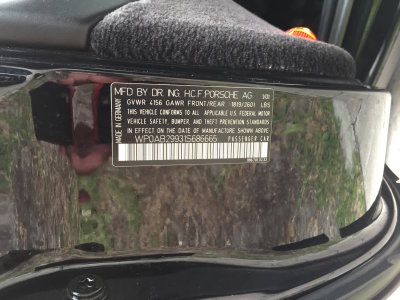 MFD BY DR. ING. H.C.F. PORSCHE AG
GVWR 4156 GAWR FRONT/REAR 1819/2601 LBS
THIS VEHICLE CONFORMS TO ALL APPLICABLE U.S. FEDERAL MOTOR
VEHICLE SAFETY, BUMPER, AND THEFT PREVENTION STANDARDS
IN EFFECT ON THE DATE OF MANUFACTURE SHOWN ABOVE
WP0AB29931S686665 PASSENGER CAR
MADE IN GERMANY